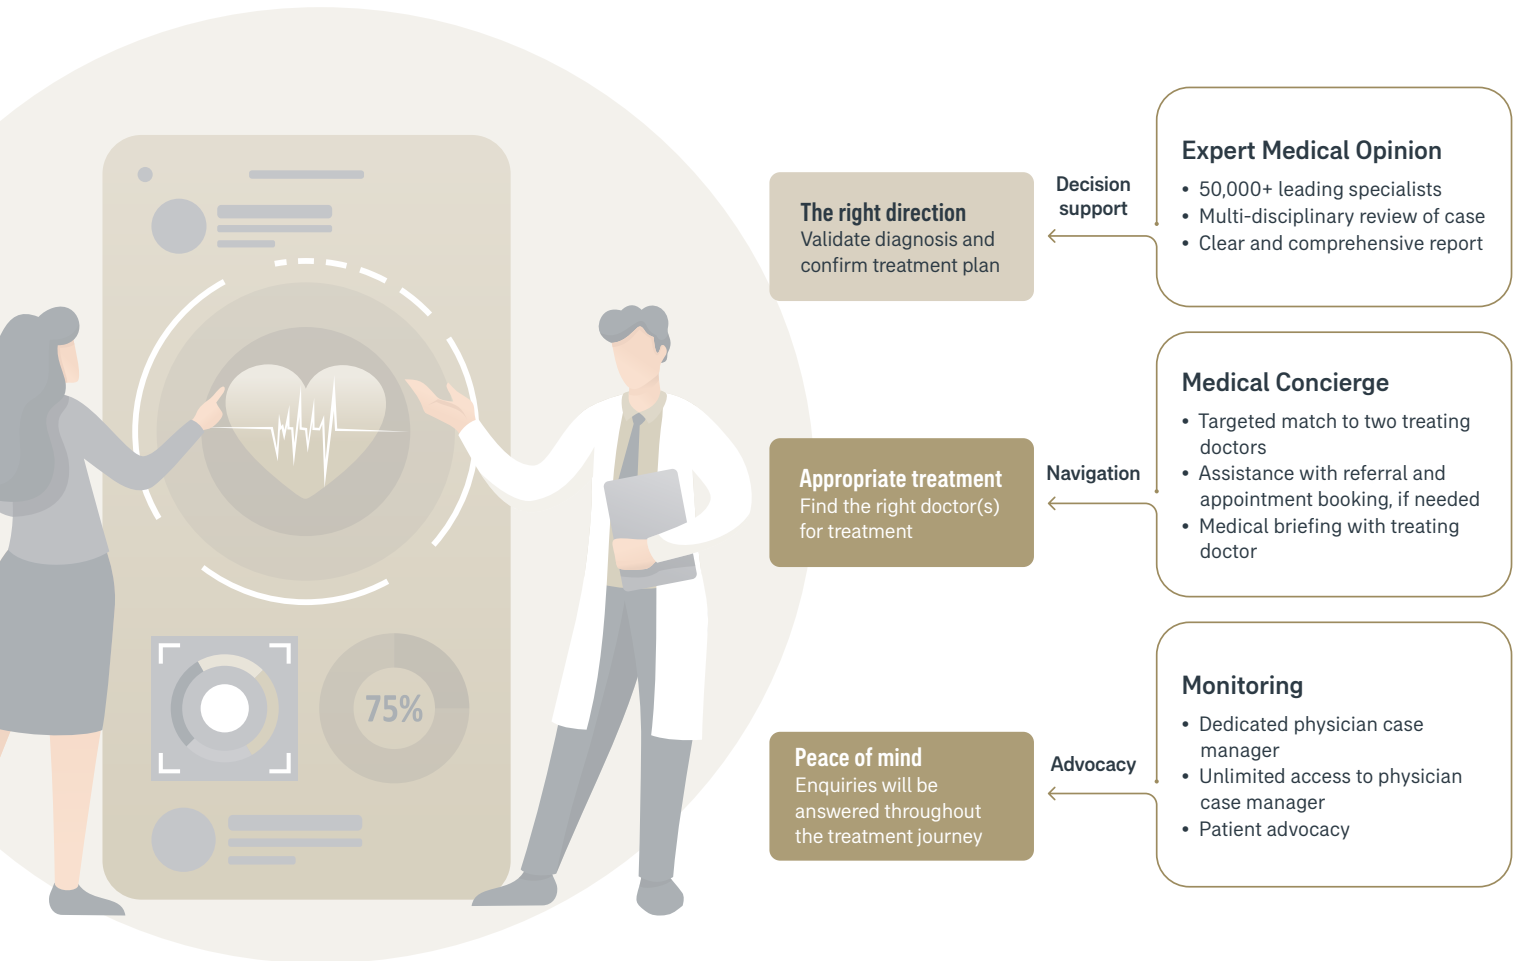 75%
The right direction
Validate diagnosis and
confirm treatment plan
Decision
support
Expert Medical Opinion
• 50,000+ leading specialists
• Multi-disciplinary review of case
• Clear and comprehensive report
Appropriate treatment
Find the right doctor(s)
for treatment
Navigation
Medical Concierge
• Targeted match to two treating
doctors
• Assistance with referral and
appointment booking, if needed
• Medical briefing with treating
doctor
Peace of mind
Enquiries will be
answered throughout
the treatment journey
Advocacy
Monitoring
• Dedicated physician case
manager
• Unlimited access to physician
case manager
• Patient advocacy